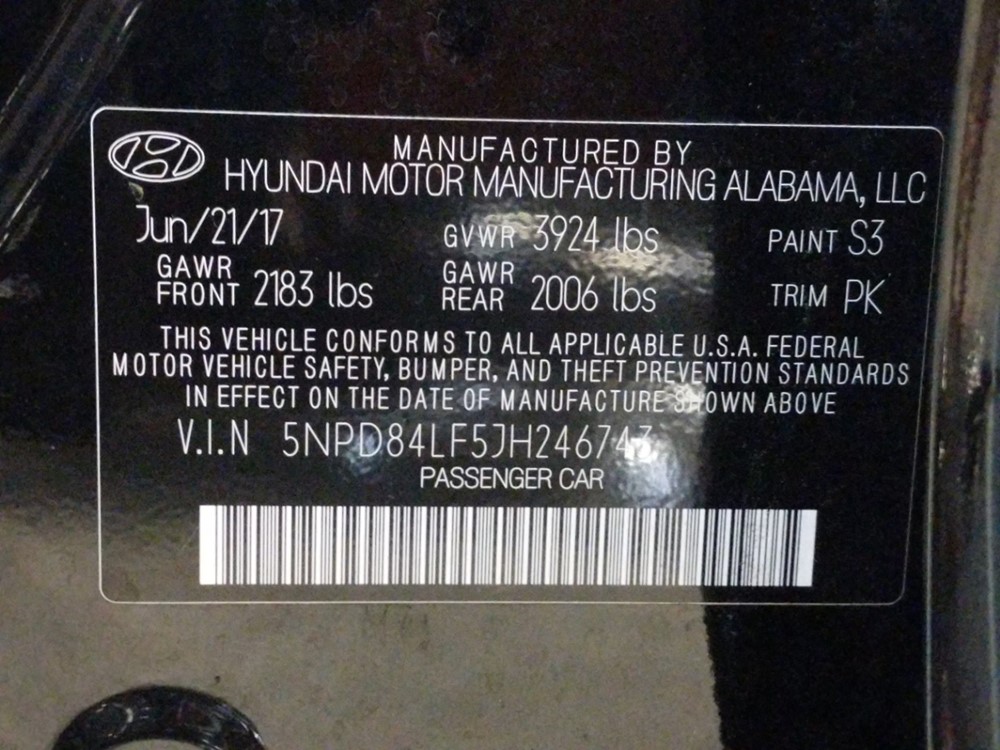 MANUFACTURED BY
HYUNDAI MOTOR MANUFACTURING ALABAMA, LLC
Jun/21/17 GVWR 3924 lbs PAINT S3
GAWR FRONT 2183 lbs GAWR REAR 2006 lbs TRIM PK
THIS VEHICLE CONFORMS TO ALL APPLICABLE U.S.A. FEDERAL
MOTOR VEHICLE SAFETY, BUMPER, AND THEFT PREVENTION STANDARDS
IN EFFECT ON THE DATE OF MANUFACTURE SHOWN ABOVE
V.I.N 5NPD84LF5JH246743
PASSENGER CAR